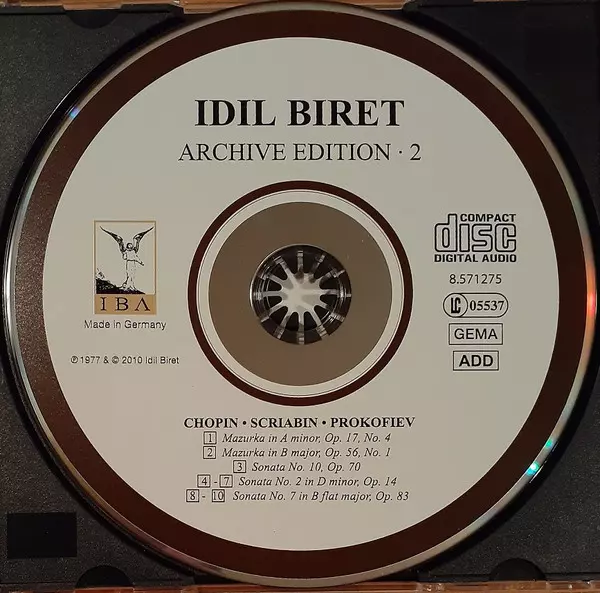 IDIL BIRET
ARCHIVE EDITION · 2
COMPACT
disc
DIGITAL AUDIO
8.571275
LC 05537
GEMA
ADD
IBA
Made in Germany
℗ 1977 & © 2010 Idil Biret
CHOPIN • SCRIABIN • PROKOFIEV
1 Mazurka in A minor, Op. 17, No. 4
2 Mazurka in B major, Op. 56, No. 1
3 Sonata No. 10, Op. 70
4 - 7 Sonata No. 2 in D minor, Op. 14
8 - 10 Sonata No. 7 in B flat major, Op. 83